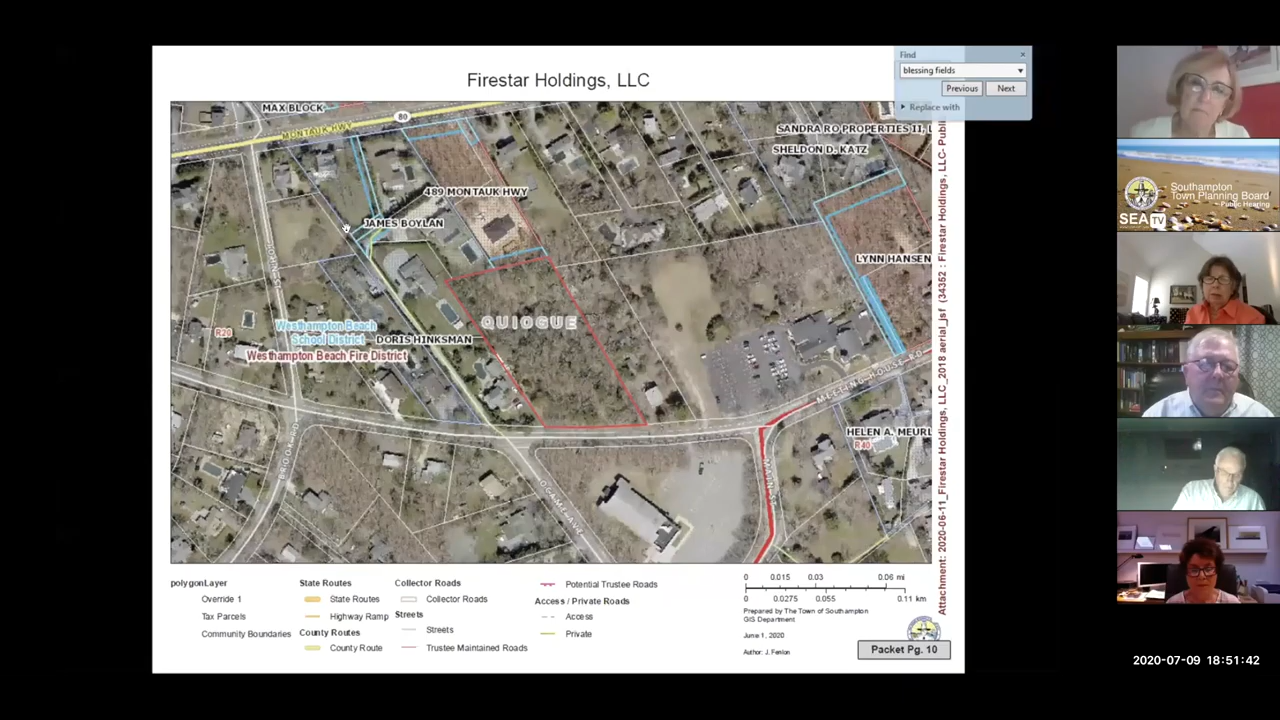 Firestar Holdings, LLC
Find
blessing fields
Previous
Next
Replace with
MAX BLOCK
80
MONTAUK HWY
SANDRA RO PROPERTIES II, L
SHELDON D. KATZ
489 MONTAUK HWY
JAMES BOYLAN
LYNN HANSEN
QUIOGUE
R20
Westhampton Beach
School District
Westhampton Beach Fire District
DORIS HINKSMAN
MEETING HOUSE RD
HELEN A. MEURL
R40
BROOK RD
Attachment: 2020-06-11_Firestar Holdings, LLC_2018 aerial_jsf (34352 : Firestar Holdings, LLC- Publi
polygonLayer
Override 1
Tax Parcels
Community Boundaries
State Routes
State Routes
Highway Ramp
County Routes
County Route
Collector Roads
Collector Roads
Streets
Streets
Trustee Maintained Roads
Potential Trustee Roads
Access / Private Roads
Access
Private
0 0.015 0.03 0.06 mi
0 0.0275 0.055 0.11 km
Prepared by The Town of Southampton
GIS Department
June 1, 2020
Author: J. Fenlon
Packet Pg. 10
Southampton
Town Planning Board
Public Hearing
SEA TV
2020-07-09 18:51:42